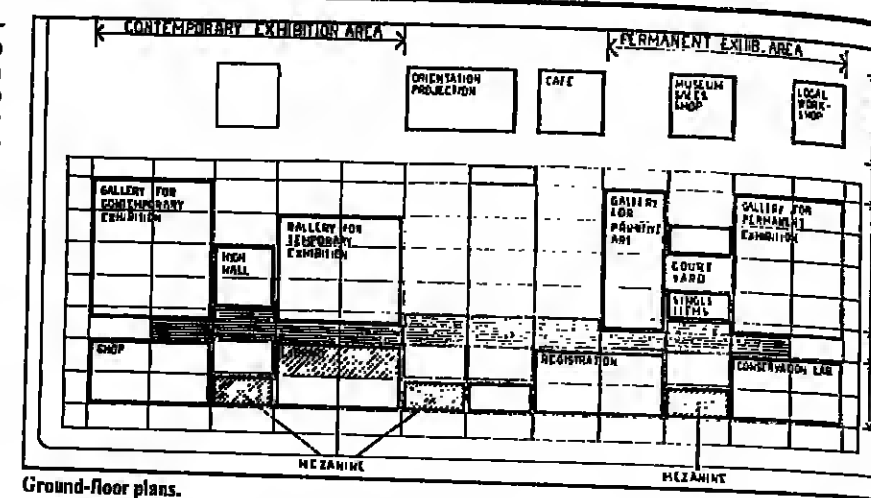 CONTEMPORARY EXHIBITION AREA
PERMANENT EXHIB. AREA
ORIENTATION
PROJECTION
CAFE
MUSEUM
SALES
SHOP
LOCAL
WORK-
SHOP
GALLERY FOR
CONTEMPORARY
EXHIBITION
HIGH
HALL
GALLERY FOR
TEMPORARY
EXHIBITION
GALLERY
FOR
ART
COURT
YARD
SINGLE
ITEMS
GALLERY FOR
PERMANENT
EXHIBITION
SHOP
REGISTRATION
CONSERVATION LAB.
MEZANINE
MEZANINE
Ground-floor plans.